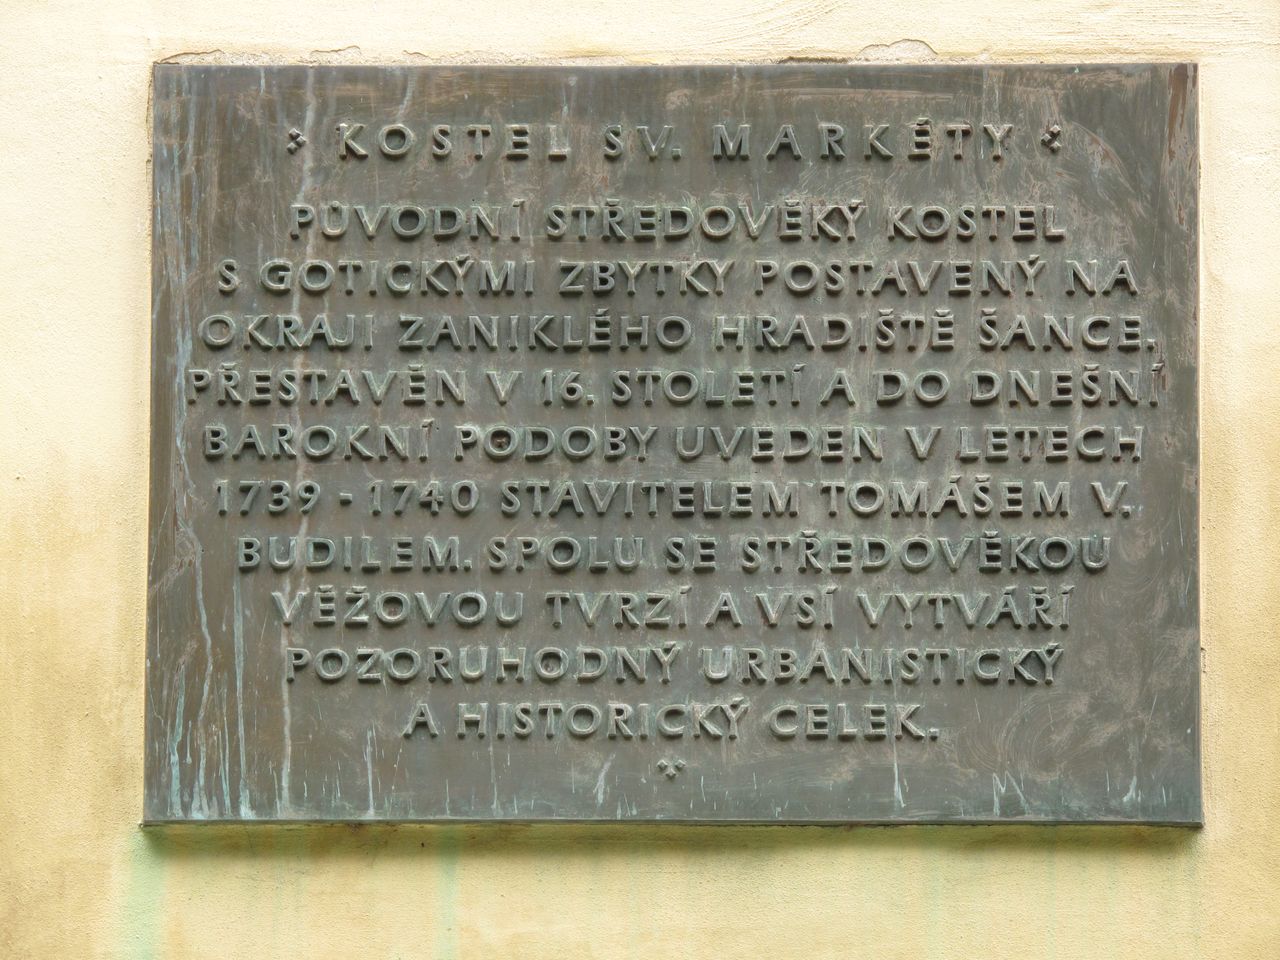 KOSTEL SV. MARKÉTY
PŮVODNÍ STŘEDOVĚKÝ KOSTEL
S GOTICKÝMI ZBYTKY POSTAVENÝ NA
OKRAJI ZANIKLÉHO HRADIŠTĚ ŠANCE.
PŘESTAVĚN V 16. STOLETÍ A DO DNEŠNÍ
BAROKNÍ PODOBY UVEDEN V LETECH
1739 - 1740 STAVITELEM TOMÁŠEM V.
BUDILEM. SPOLU SE STŘEDOVĚKOU
VĚŽOVOU TVRZÍ A VSÍ VYTVÁŘÍ
POZORUHODNÝ URBANISTICKÝ
A HISTORICKÝ CELEK.